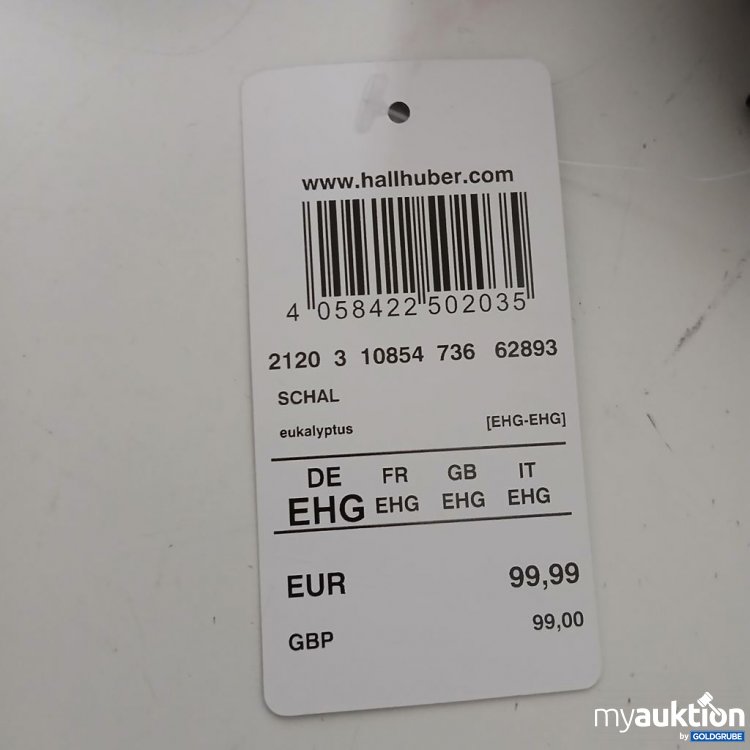 www.hallhuber.com
4 058422 502035
2120 3 10854 736 62893
SCHAL
eukalyptus [EHG-EHG]
DE FR GB IT
EHG EHG EHG EHG
EUR 99,99
GBP 99,00
myauktion
by GOLDGRUBE